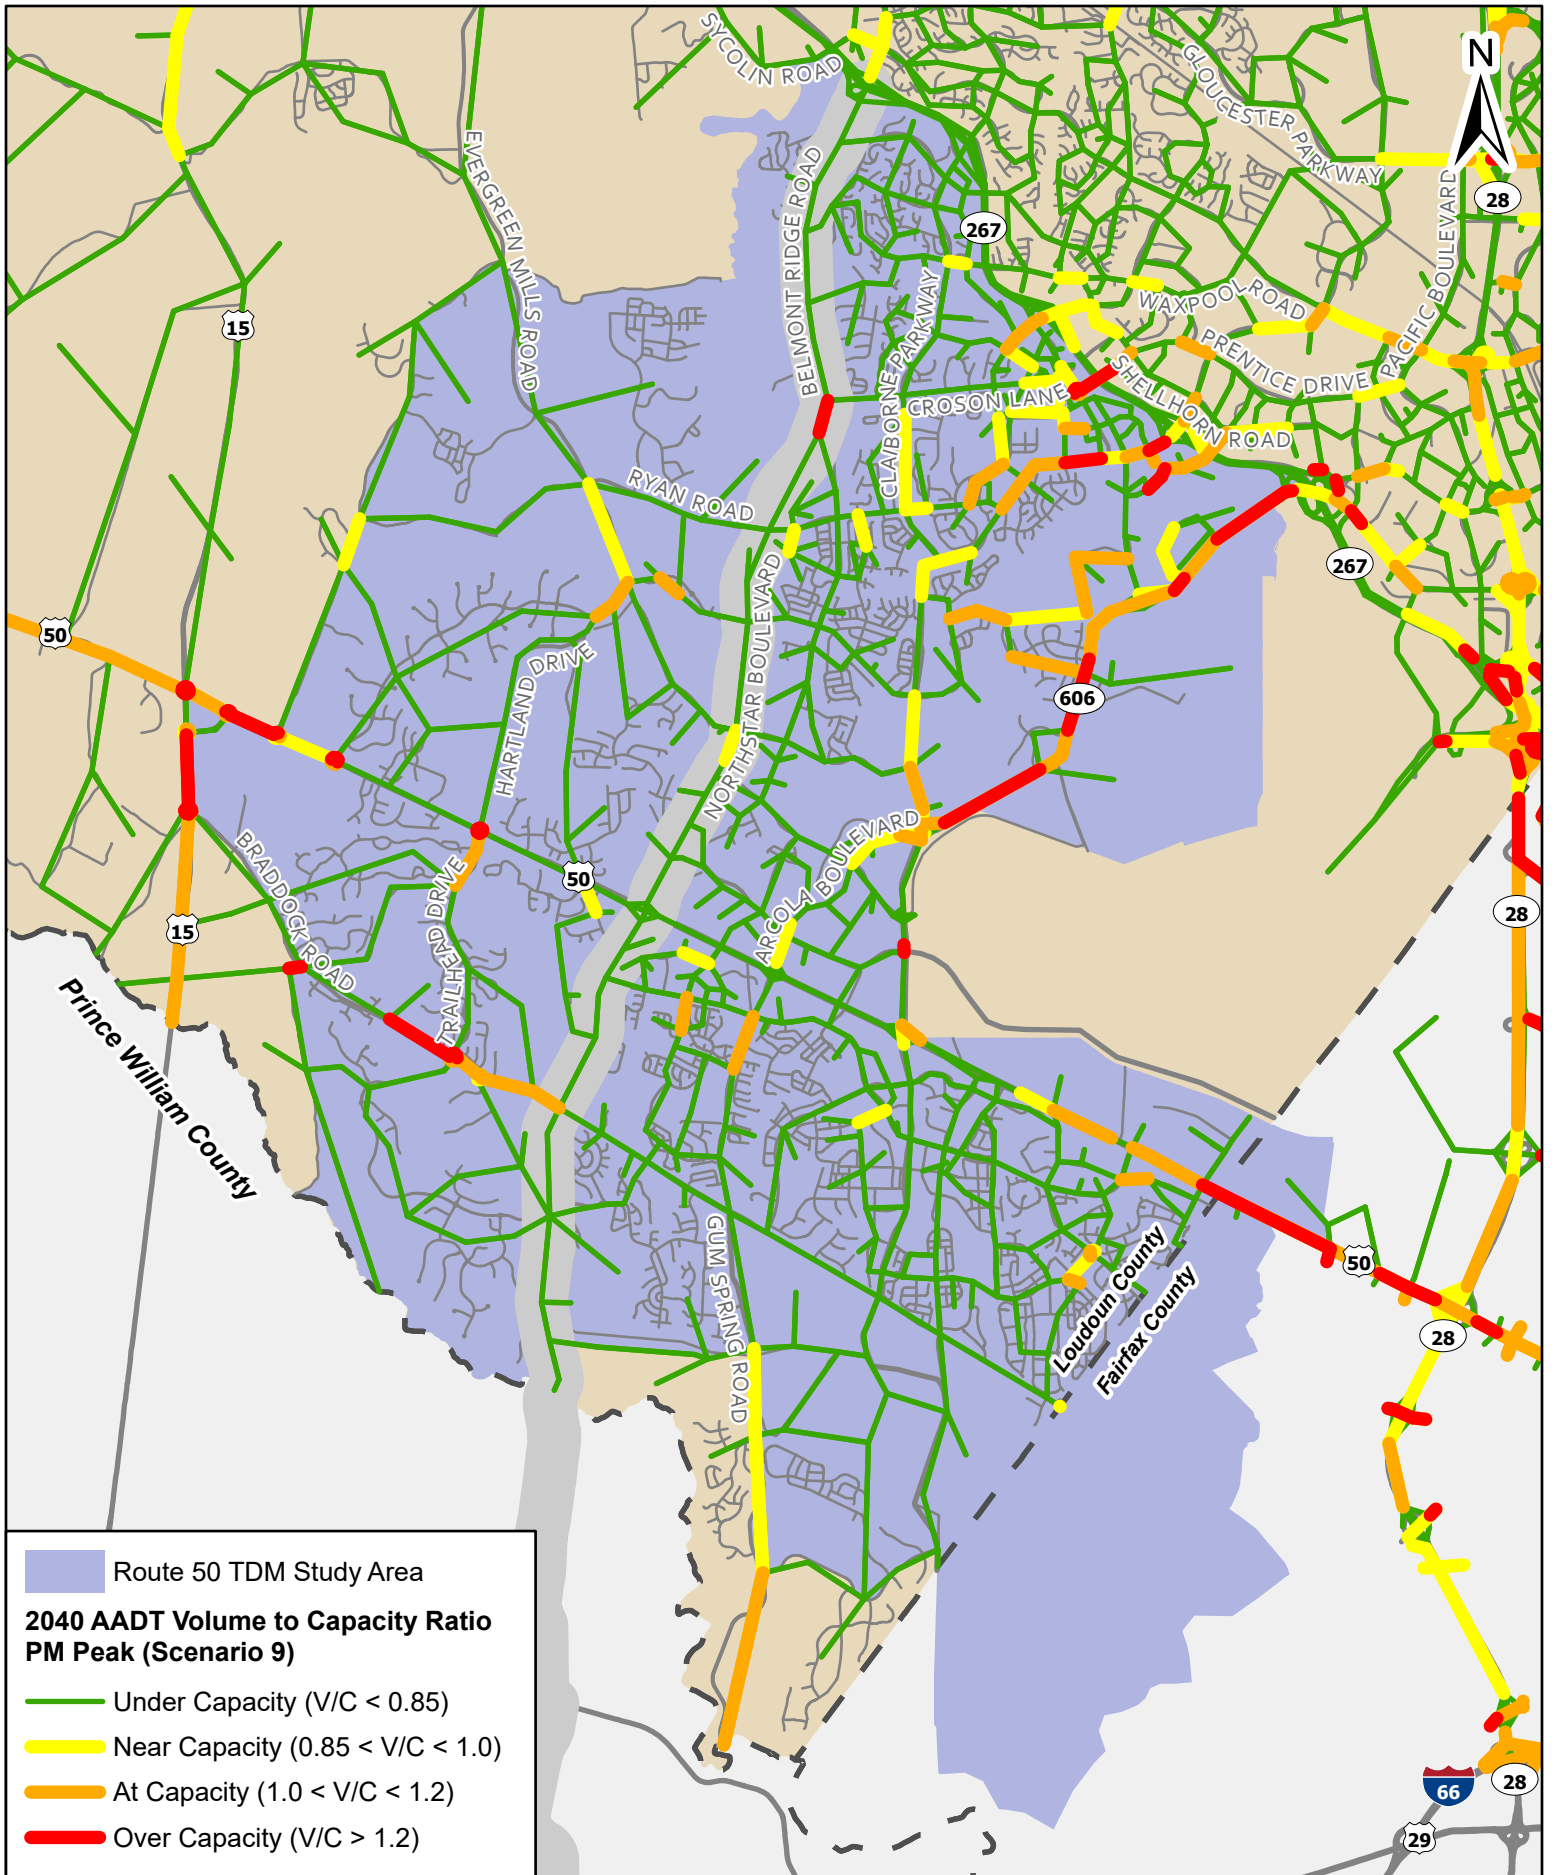 SYCOLIN ROAD
GLOUCESTER PARKWAY
N
28
EVERGREEN MILLS ROAD
BELMONT RIDGE ROAD
267
PACIFIC BOULEVARD
15
CLAIBORNE PARKWAY
WAXPOOL ROAD
PRENTICE DRIVE
SHELLHORN ROAD
CROSON LANE
RYAN ROAD
267
50
HARTLAND DRIVE
NORTHSTAR BOULEVARD
606
BRADDOCK ROAD
TRAILHEAD DRIVE
50
ARCOLA BOULEVARD
15
28
Prince William County
GUM SPRING ROAD
Loudoun County
Fairfax County
50
28
Route 50 TDM Study Area
2040 AADT Volume to Capacity Ratio
PM Peak (Scenario 9)
Under Capacity (V/C < 0.85)
Near Capacity (0.85 < V/C < 1.0)
At Capacity (1.0 < V/C < 1.2)
Over Capacity (V/C > 1.2)
66
28
29